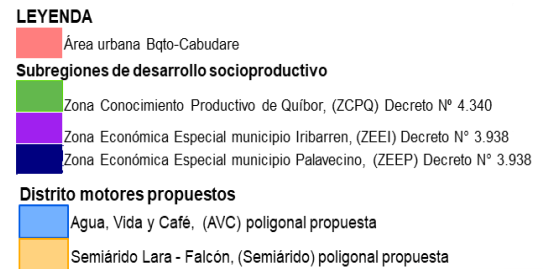 LEYENDA
Área urbana Bqto-Cabudare
Subregiones de desarrollo socioproductivo
Zona Conocimiento Productivo de Quíbor, (ZCPQ) Decreto Nº 4.340
Zona Económica Especial municipio Iribarren, (ZEEI) Decreto N° 3.938
Zona Económica Especial municipio Palavecino, (ZEEP) Decreto N° 3.938
Distrito motores propuestos
Agua, Vida y Café, (AVC) poligonal propuesta
Semiárido Lara - Falcón, (Semiárido) poligonal propuesta